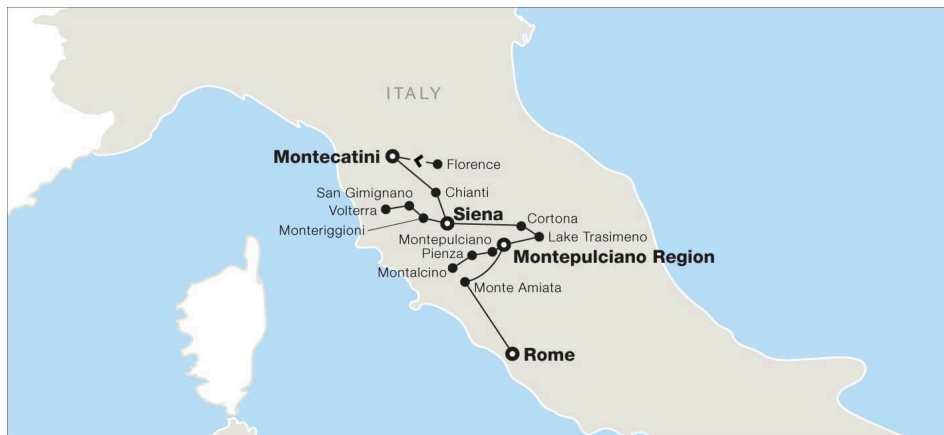 ITALY
Montecatini
Florence
San Gimignano
Chianti
Volterra
Siena
Cortona
Monteriggioni
Montepulciano
Lake Trasimeno
Pienza
Montepulciano Region
Montalcino
Monte Amiata
Rome